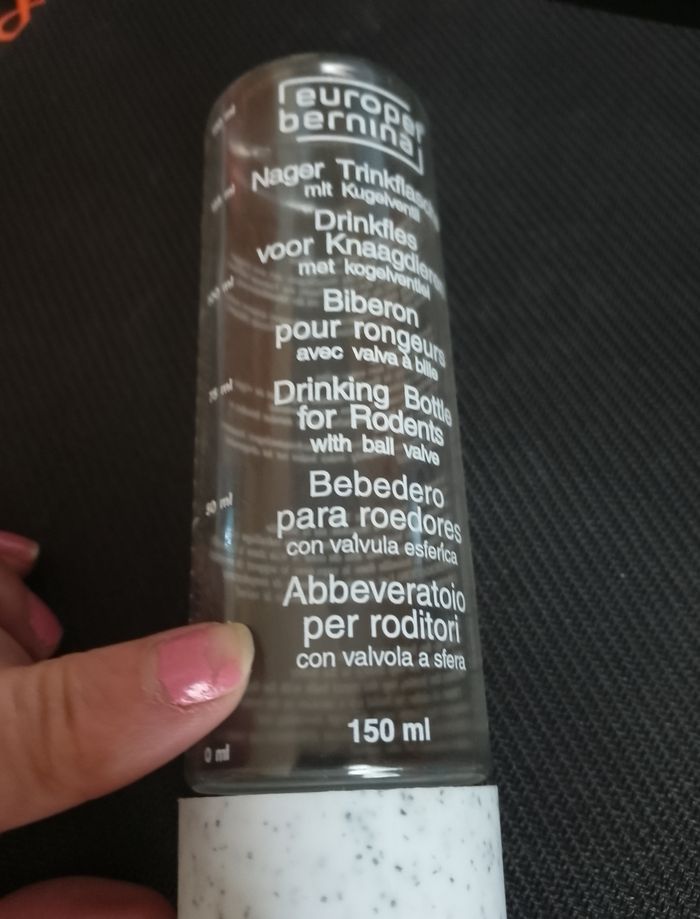 europet
bernina
Nager Trinkflasche
mit Kugelventil
Drinkfles
voor Knaagdieren
met kogelventiel
Biberon
pour rongeurs
avec valva à bille
Drinking Bottle
for Rodents
with ball valve
Bebedero
para roedores
con valvula esferica
Abbeveratoio
per roditori
con valvola a sfera
150 ml
100 ml
75 ml
50 ml
0 ml